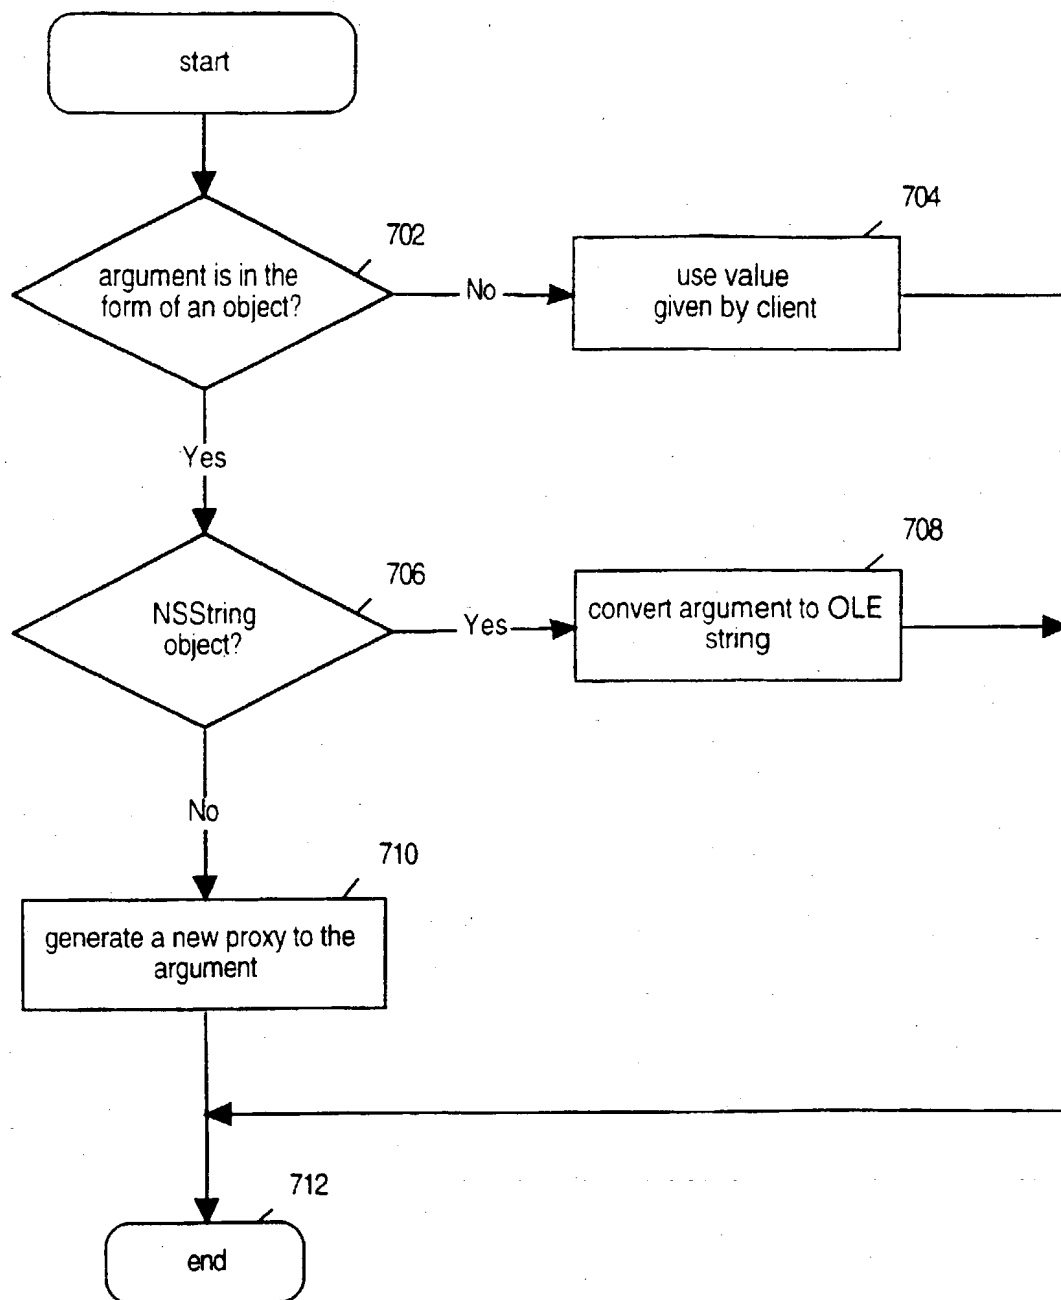 start
702
argument is in the
form of an object?
No
704
use value
given by client
Yes
706
NSString
object?
Yes
708
convert argument to OLE
string
No
710
generate a new proxy to the
argument
712
end